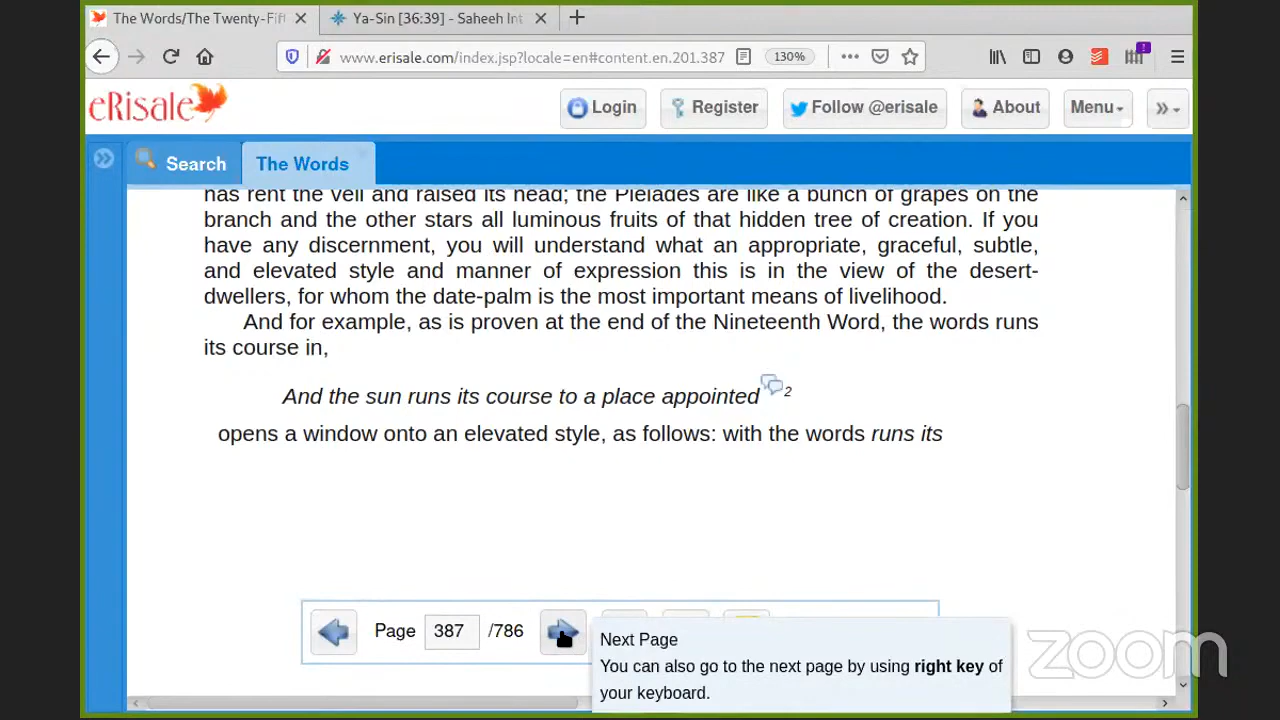 The Words/The Twenty-Fift
Ya-Sin [36:39] - Saheeh Int
www.erisale.com/index.jsp?locale=en#content.en.201.387
130%
eRisale
Login
Register
Follow @erisale
About
Menu
Search
The Words
has rent the veil and raised its head; the Pleiades are like a bunch of grapes on the
branch and the other stars all luminous fruits of that hidden tree of creation. If you
have any discernment, you will understand what an appropriate, graceful, subtle,
and elevated style and manner of expression this is in the view of the desert-
dwellers, for whom the date-palm is the most important means of livelihood.
And for example, as is proven at the end of the Nineteenth Word, the words runs
its course in,
And the sun runs its course to a place appointed 2
opens a window onto an elevated style, as follows: with the words runs its
Page 387 /786
Next Page
You can also go to the next page by using right key of
your keyboard.
zoom